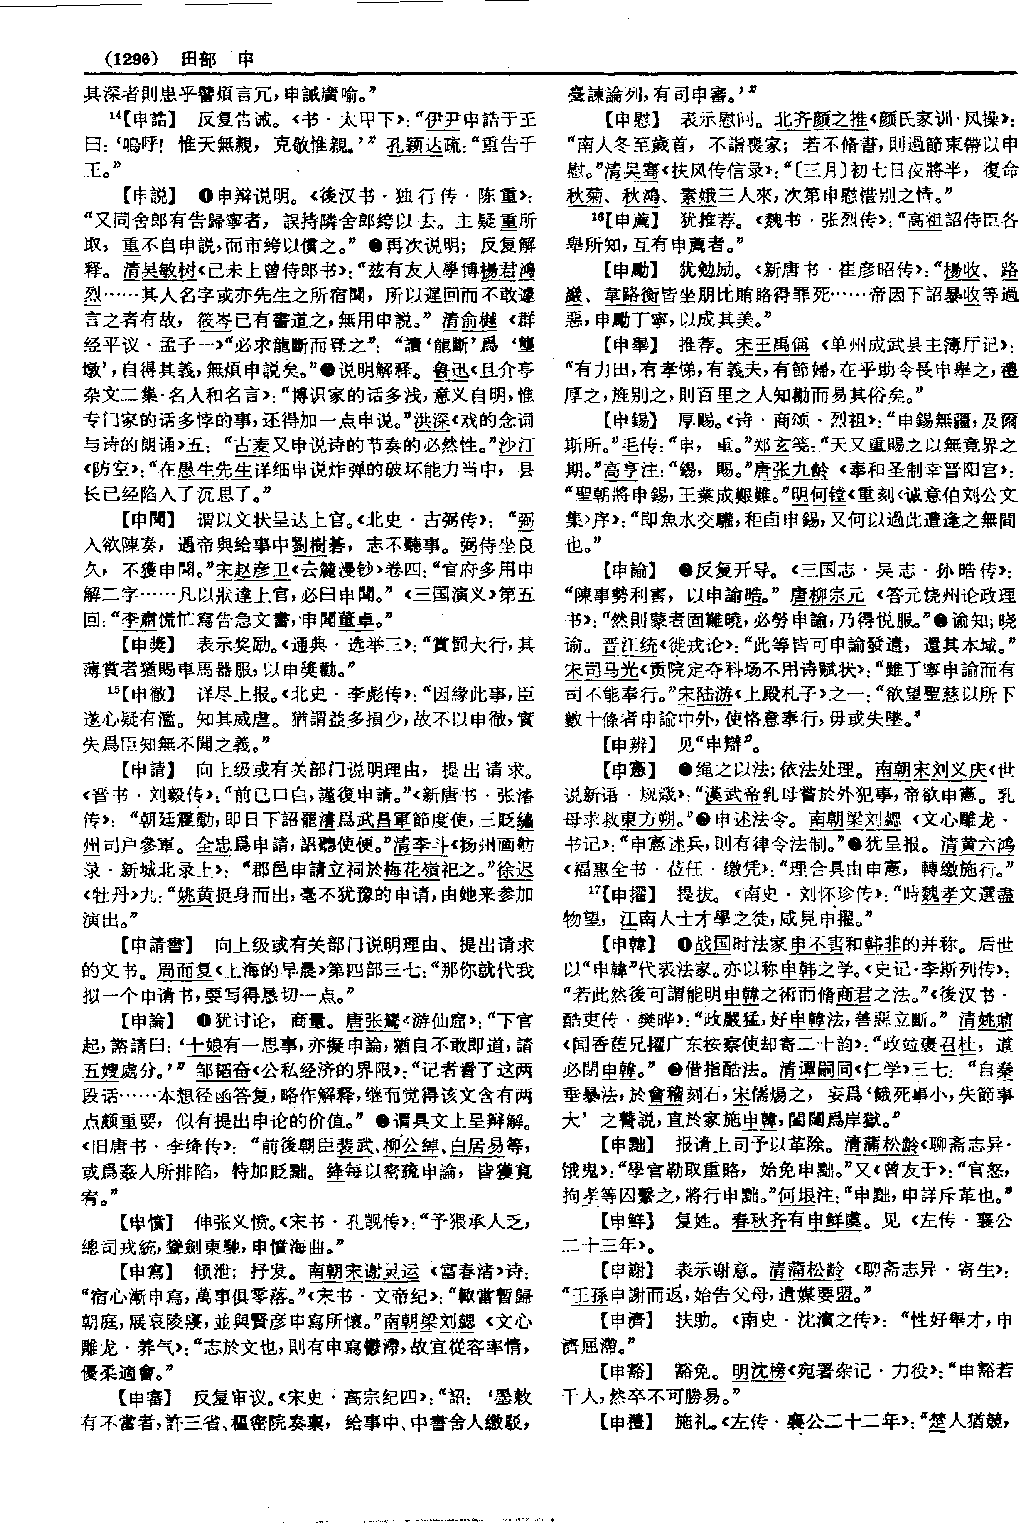 (1296) 田部 申
其深者則患乎譬煩言冗，申誡廣喻。”
14【申誥】 反复告诫。《书·太甲下》：“伊尹申誥于王
曰：‘嗚呼！惟天無親，克敬惟親。’”孔颖达疏：“重告于
王。”
【申説】 ❶申辩说明。《後汉书·独行传·陈重》：
“又同舍郎有告歸寧者，誤持隣舍郎絝以去。主疑重所
取，重不自申説，而市絝以償之。”❷再次说明；反复解
释。清吴敏树《己未上曾侍郎书》：“兹有友人學博楊君鴻
烈……其人名字或亦先生之所宿聞，所以遲回而不敢遽
言之者有故，筱岑已有書道之，無用申説。”清俞樾《群
经平议·孟子一》“必求龍斷而登之”：“讀‘龍斷’爲‘壟
墩’，自得其義，無煩申説矣。”❸说明解释。鲁迅《且介亭
杂文二集·名人和名言》：“博识家的话多浅，意义自明，惟
专门家的话多悖的事，还得加一点申说。”洪深《戏的念词
与诗的朗诵》五：“古麦又申说诗的节奏的必然性。”沙汀
《防空》：“在愚生先生详细申说炸弹的破坏能力当中，县
长已经陷入了沉思了。”
【申聞】 谓以文状呈达上官。《北史·古弼传》：“弼
入欲陳奏，遇帝與給事中劉樹碁，志不聽事。弼侍坐良
久，不獲申聞。”宋赵彦卫《云麓漫钞》卷四：“官府多用申
解二字……凡以狀達上官，必曰申聞。”《三国演义》第五
回：“李肅慌忙寫告急文書，申聞董卓。”
【申奬】 表示奖励。《通典·选举三》：“賞罰大行，其
薄賞者猶賜車馬器服，以申奬勸。”
15【申徹】 详尽上报。《北史·李彪传》：“因緣此事，臣
遂心疑有濫。知其威虐。猶謂益多損少，故不以申徹，實
失爲臣知無不聞之義。”
【申請】 向上级或有关部门说明理由，提出请求。
《晋书·刘毅传》：“前已口白，謹復申請。”《新唐书·张濬
传》：“朝廷震動，即日下詔罷濬爲武昌軍節度使，三貶繡
州司户參軍。全忠爲申請，詔聽使便。”清李斗《扬州画舫
录·新城北录上》：“郡邑申請立祠於梅花嶺祀之。”徐迟
《牡丹》九：“姚黄挺身而出，毫不犹豫的申请，由她来参加
演出。”
【申請書】 向上级或有关部门说明理由、提出请求
的文书。周而复《上海的早晨》第四部三七：“那你就代我
拟一个申请书，要写得恳切一点。”
【申論】 ❶犹讨论，商量。唐张鷟《游仙窟》：“下官
起，諮請曰：‘十娘有一思事，亦擬申論，猶自不敢即道，請
五嫂處分。’”邹韬奋《公私经济的界限》：“记者看了这两
段话……本想径函答复，略作解释，继而觉得该文含有两
点颇重要，似有提出申论的价值。”❷谓具文上呈辩解。
《旧唐书·李绛传》：“前後朝臣裴武、柳公綽、白居易等，
或爲姦人所排陷，特加貶黜。絳每以密疏申論，皆獲寬
宥。”
【申憤】 伸张义愤。《宋书·孔觊传》：“予猥承人乏，
總司戎統，聳劍東馳，申憤海曲。”
【申寫】 倾泄；抒发。南朝宋谢灵运《富春渚》诗：
“宿心漸申寫，萬事俱零落。”《宋书·文帝纪》：“便當暫歸
朝庭，展哀陵寢，並與賢彦申寫所懷。”南朝梁刘勰《文心
雕龙·养气》：“志於文也，則有申寫鬱滯，故宜從容率情，
優柔適會。”
【申審】 反复审议。《宋史·高宗纪四》：“詔：‘墨敕
有不當者，許三省、樞密院奏禀，給事中、中書舍人繳駁，
臺諫論列，有司申審。’”
【申慰】 表示慰问。北齐颜之推《颜氏家训·风操》：
“南人冬至歲首，不詣喪家；若不脩書，則過節束帶以申
慰。”清吴骞《扶风传信录》：“〔三月〕初七日夜將半，復命
秋菊、秋鸿、素娥三人來，次第申慰惜别之情。”
16【申薦】 犹推荐。《魏书·张烈传》：“高祖詔侍臣各
舉所知，互有申薦者。”
【申勵】 犹勉励。《新唐书·崔彦昭传》：“楊收、路
巖、韋路衡皆坐朋比賄賂得罪死……帝因下詔暴收等過
惡，申勵丁寧，以成其美。”
【申舉】 推荐。宋王禹偁《单州成武县主簿厅记》：
“有力田，有孝悌，有義夫，有節婦，在乎助令長申舉之，禮
厚之，旌别之，則百里之人知勸而易其俗矣。”
【申錫】 厚赐。《诗·商颂·烈祖》：“申錫無疆，及爾
斯所。”毛传：“申，重。”郑玄笺：“天又重賜之以無竟界之
期。”高亨注：“錫，賜。”唐张九龄《奉和圣制幸晋阳宫》：
“聖朝將申錫，王業成艱難。”明何镗《重刻〈诚意伯刘公文
集〉序》：“即魚水交驩，秬卣申錫，又何以過此遭逢之無間
也。”
【申諭】 ❶反复开导。《三国志·吴志·孙晧传》：
“陳事勢利害，以申諭晧。”唐柳宗元《答元饶州论政理
书》：“然則蒙者固難曉，必勞申諭，乃得悦服。”❷谕知；晓
谕。晋江统《徙戎论》：“此等皆可申諭發遣，還其本域。”
宋司马光《贡院定夺科场不用诗赋状》：“雖丁寧申諭而有
司不能奉行。”宋陆游《上殿札子》之一：“欲望聖慈以所下
數十條者申諭中外，使恪意奉行，毋或失墜。”
【申辨】 见“申辯”。
【申憲】 ❶绳之以法；依法处理。南朝宋刘义庆《世
说新语·规箴》：“漢武帝乳母嘗於外犯事，帝欲申憲。乳
母求救東方朔。”❷申述法令。南朝梁刘勰《文心雕龙·
书记》：“申憲述兵，則有律令法制。”❸犹呈报。清黄六鸿
《福惠全书·莅任·缴凭》：“理合具由申憲，轉繳施行。”
17【申擢】 提拔。《南史·刘怀珍传》：“時魏孝文選盡
物望，江南人士才學之徒，咸見申擢。”
【申韓】 ❶战国时法家申不害和韩非的并称。后世
以“申韓”代表法家。亦以称申韩之学。《史记·李斯列传》：
“若此然後可謂能明申韓之術而脩商君之法。”《後汉书·
酷吏传·樊晔》：“政嚴猛，好申韓法，善惡立斷。”清姚鼐
《闻香茝兄擢广东按察使却寄二十韵》：“政竝褒召杜，道
必閉申韓。”❷借指酷法。清谭嗣同《仁学》三七：“自秦
垂暴法，於會稽刻石，宋儒煬之，妄爲‘餓死事小，失節事
大’之瞽説，直於家施申韓，閨闥爲岸獄。”
【申黜】 报请上司予以革除。清蒲松龄《聊斋志异·
饿鬼》：“學官勒取重賂，始免申黜。”又《曾友于》：“官怒，
拘孝等囚繫之，將行申黜。”何垠注：“申黜，申詳斥革也。”
【申鲜】 复姓。春秋齐有申鲜虞。见《左传·襄公
二十三年》。
【申謝】 表示谢意。清蒲松龄《聊斋志异·寄生》：
“王孫申謝而返，始告父母，遣媒要盟。”
【申濟】 扶助。《南史·沈演之传》：“性好舉才，申
濟屈滯。”
【申豁】 豁免。明沈榜《宛署杂记·力役》：“申豁若
干人，然卒不可勝易。”
【申禮】 施礼。《左传·襄公二十二年》：“楚人猶競，